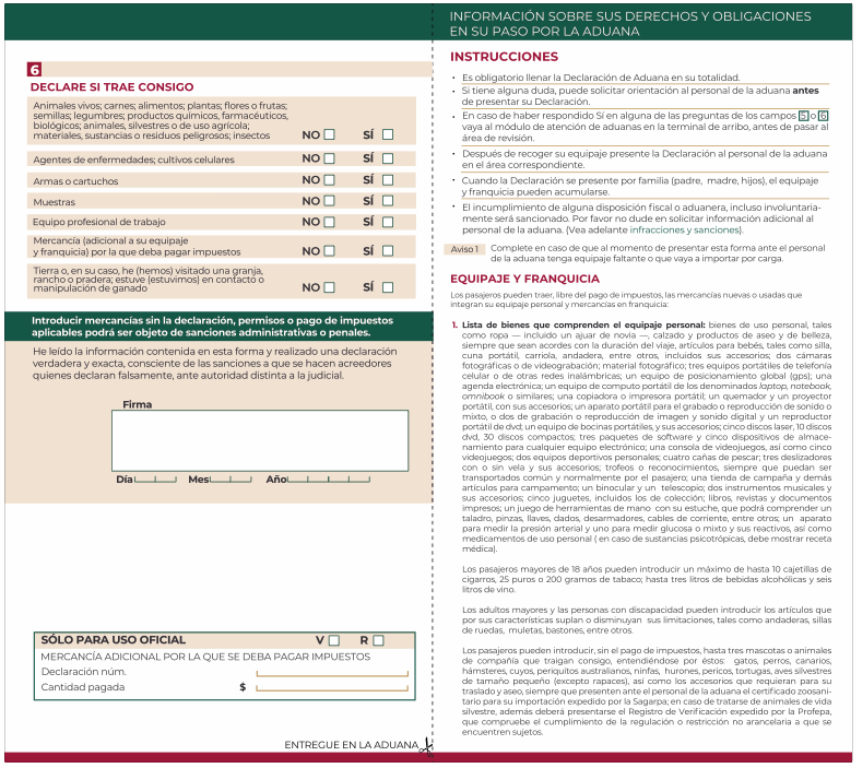 6
DECLARE SI TRAE CONSIGO
Animales vivos; carnes; alimentos; plantas; flores o frutas;
semillas; legumbres; productos químicos, farmacéuticos,
biológicos; animales, silvestres o de uso agrícola;
materiales, sustancias o residuos peligrosos; insectos NO SÍ
Agentes de enfermedades; cultivos celulares NO SÍ
Armas o cartuchos NO SÍ
Muestras NO SÍ
Equipo profesional de trabajo NO SÍ
Mercancía (adicional a su equipaje
y franquicia) por la que deba pagar impuestos NO SÍ
Tierra o, en su caso, he (hemos) visitado una granja,
rancho o pradera; estuve (estuvimos) en contacto o
manipulación de ganado NO SÍ
Introducir mercancías sin la declaración, permisos o pago de impuestos
aplicables podrá ser objeto de sanciones administrativas o penales.
He leído la información contenida en esta forma y realizado una declaración
verdadera y exacta, consciente de las sanciones a que se hacen acreedores
quienes declaran falsamente, ante autoridad distinta a la judicial.
Firma
Día Mes Año
SÓLO PARA USO OFICIAL V R
MERCANCÍA ADICIONAL POR LA QUE SE DEBA PAGAR IMPUESTOS
Declaración núm.
Cantidad pagada $
ENTREGUE EN LA ADUANA
INFORMACIÓN SOBRE SUS DERECHOS Y OBLIGACIONES
EN SU PASO POR LA ADUANA
INSTRUCCIONES
• Es obligatorio llenar la Declaración de Aduana en su totalidad.
• Si tiene alguna duda, puede solicitar orientación al personal de la aduana antes
de presentar su Declaración.
• En caso de haber respondido Sí en alguna de las preguntas de los campos 5 o 6
vaya al módulo de atención de aduanas en la terminal de arribo, antes de pasar al
área de revisión.
• Después de recoger su equipaje presente la Declaración al personal de la aduana
en el área correspondiente.
• Cuando la Declaración se presente por familia (padre, madre, hijos), el equipaje
y franquicia pueden acumularse.
• El incumplimiento de alguna disposición fiscal o aduanera, incluso involuntaria-
mente será sancionado. Por favor no dude en solicitar información adicional al
personal de la aduana. (Vea adelante infracciones y sanciones).
Aviso 1 Complete en caso de que al momento de presentar esta forma ante el personal
de la aduana tenga equipaje faltante o que vaya a importar por carga.
EQUIPAJE Y FRANQUICIA
Los pasajeros pueden traer, libre del pago de impuestos, las mercancías nuevas o usadas que
integran su equipaje personal y mercancías en franquicia:
1. Lista de bienes que comprenden el equipaje personal: bienes de uso personal, tales
como ropa — incluido un ajuar de novia —, calzado y productos de aseo y de belleza,
siempre que sean acordes con la duración del viaje, artículos para bebés, tales como silla,
cuna portátil, carriola, andadera, entre otros, incluidos sus accesorios; dos cámaras
fotográficas o de videograbación; material fotográfico; tres equipos portátiles de telefonía
celular o de otras redes inalámbricas; un equipo de posicionamiento global (gps); una
agenda electrónica; un equipo de computo portátil de los denominados laptop, notebook,
omnibook o similares; una copiadora o impresora portátil; un quemador y un proyector
portátil, con sus accesorios; un aparato portátil para el grabado o reproducción de sonido o
mixto, o dos de grabación o reproducción de imagen y sonido digital y un reproductor
portátil de dvd; un equipo de bocinas portátiles, y sus accesorios; cinco discos laser, 10 discos
dvd, 30 discos compactos; tres paquetes de software y cinco dispositivos de almace-
namiento para cualquier equipo electrónico; una consola de videojuegos, así como cinco
videojuegos; dos equipos deportivos personales; cuatro cañas de pescar; tres deslizadores
con o sin vela y sus accesorios; trofeos o reconocimientos, siempre que puedan ser
transportados común y normalmente por el pasajero; una tienda de campaña y demás
artículos para campamento; un binocular y un telescopio; dos instrumentos musicales y
sus accesorios; cinco juguetes, incluidos los de colección; libros, revistas y documentos
impresos; un juego de herramientas de mano con su estuche, que podrá comprender un
taladro, pinzas, llaves, dados, desarmadores, cables de corriente, entre otros; un aparato
para medir la presión arterial y uno para medir glucosa o mixto y sus reactivos, así como
medicamentos de uso personal ( en caso de sustancias psicotrópicas, debe mostrar receta
médica).
Los pasajeros mayores de 18 años pueden introducir un máximo de hasta 10 cajetillas de
cigarros, 25 puros o 200 gramos de tabaco; hasta tres litros de bebidas alcohólicas y seis
litros de vino.
Los adultos mayores y las personas con discapacidad pueden introducir los artículos que
por sus características suplan o disminuyan sus limitaciones, tales como andaderas, sillas
de ruedas, muletas, bastones, entre otros.
Los pasajeros pueden introducir, sin el pago de impuestos, hasta tres mascotas o animales
de compañía que traigan consigo, entendiéndose por éstos: gatos, perros, canarios,
hámsteres, cuyos, periquitos australianos, ninfas, hurones, pericos, tortugas, aves silvestres
de tamaño pequeño (excepto rapaces), así como los accesorios que requieran para su
traslado y aseo, siempre que presenten ante el personal de la aduana el certificado zoosani-
tario para su importación expedido por la Sagarpa; en caso de tratarse de animales de vida
silvestre, además deberá presentarse el Registro de Verificación expedido por la Profepa,
que compruebe el cumplimiento de la regulación o restricción no arancelaria a que se
encuentren sujetos.